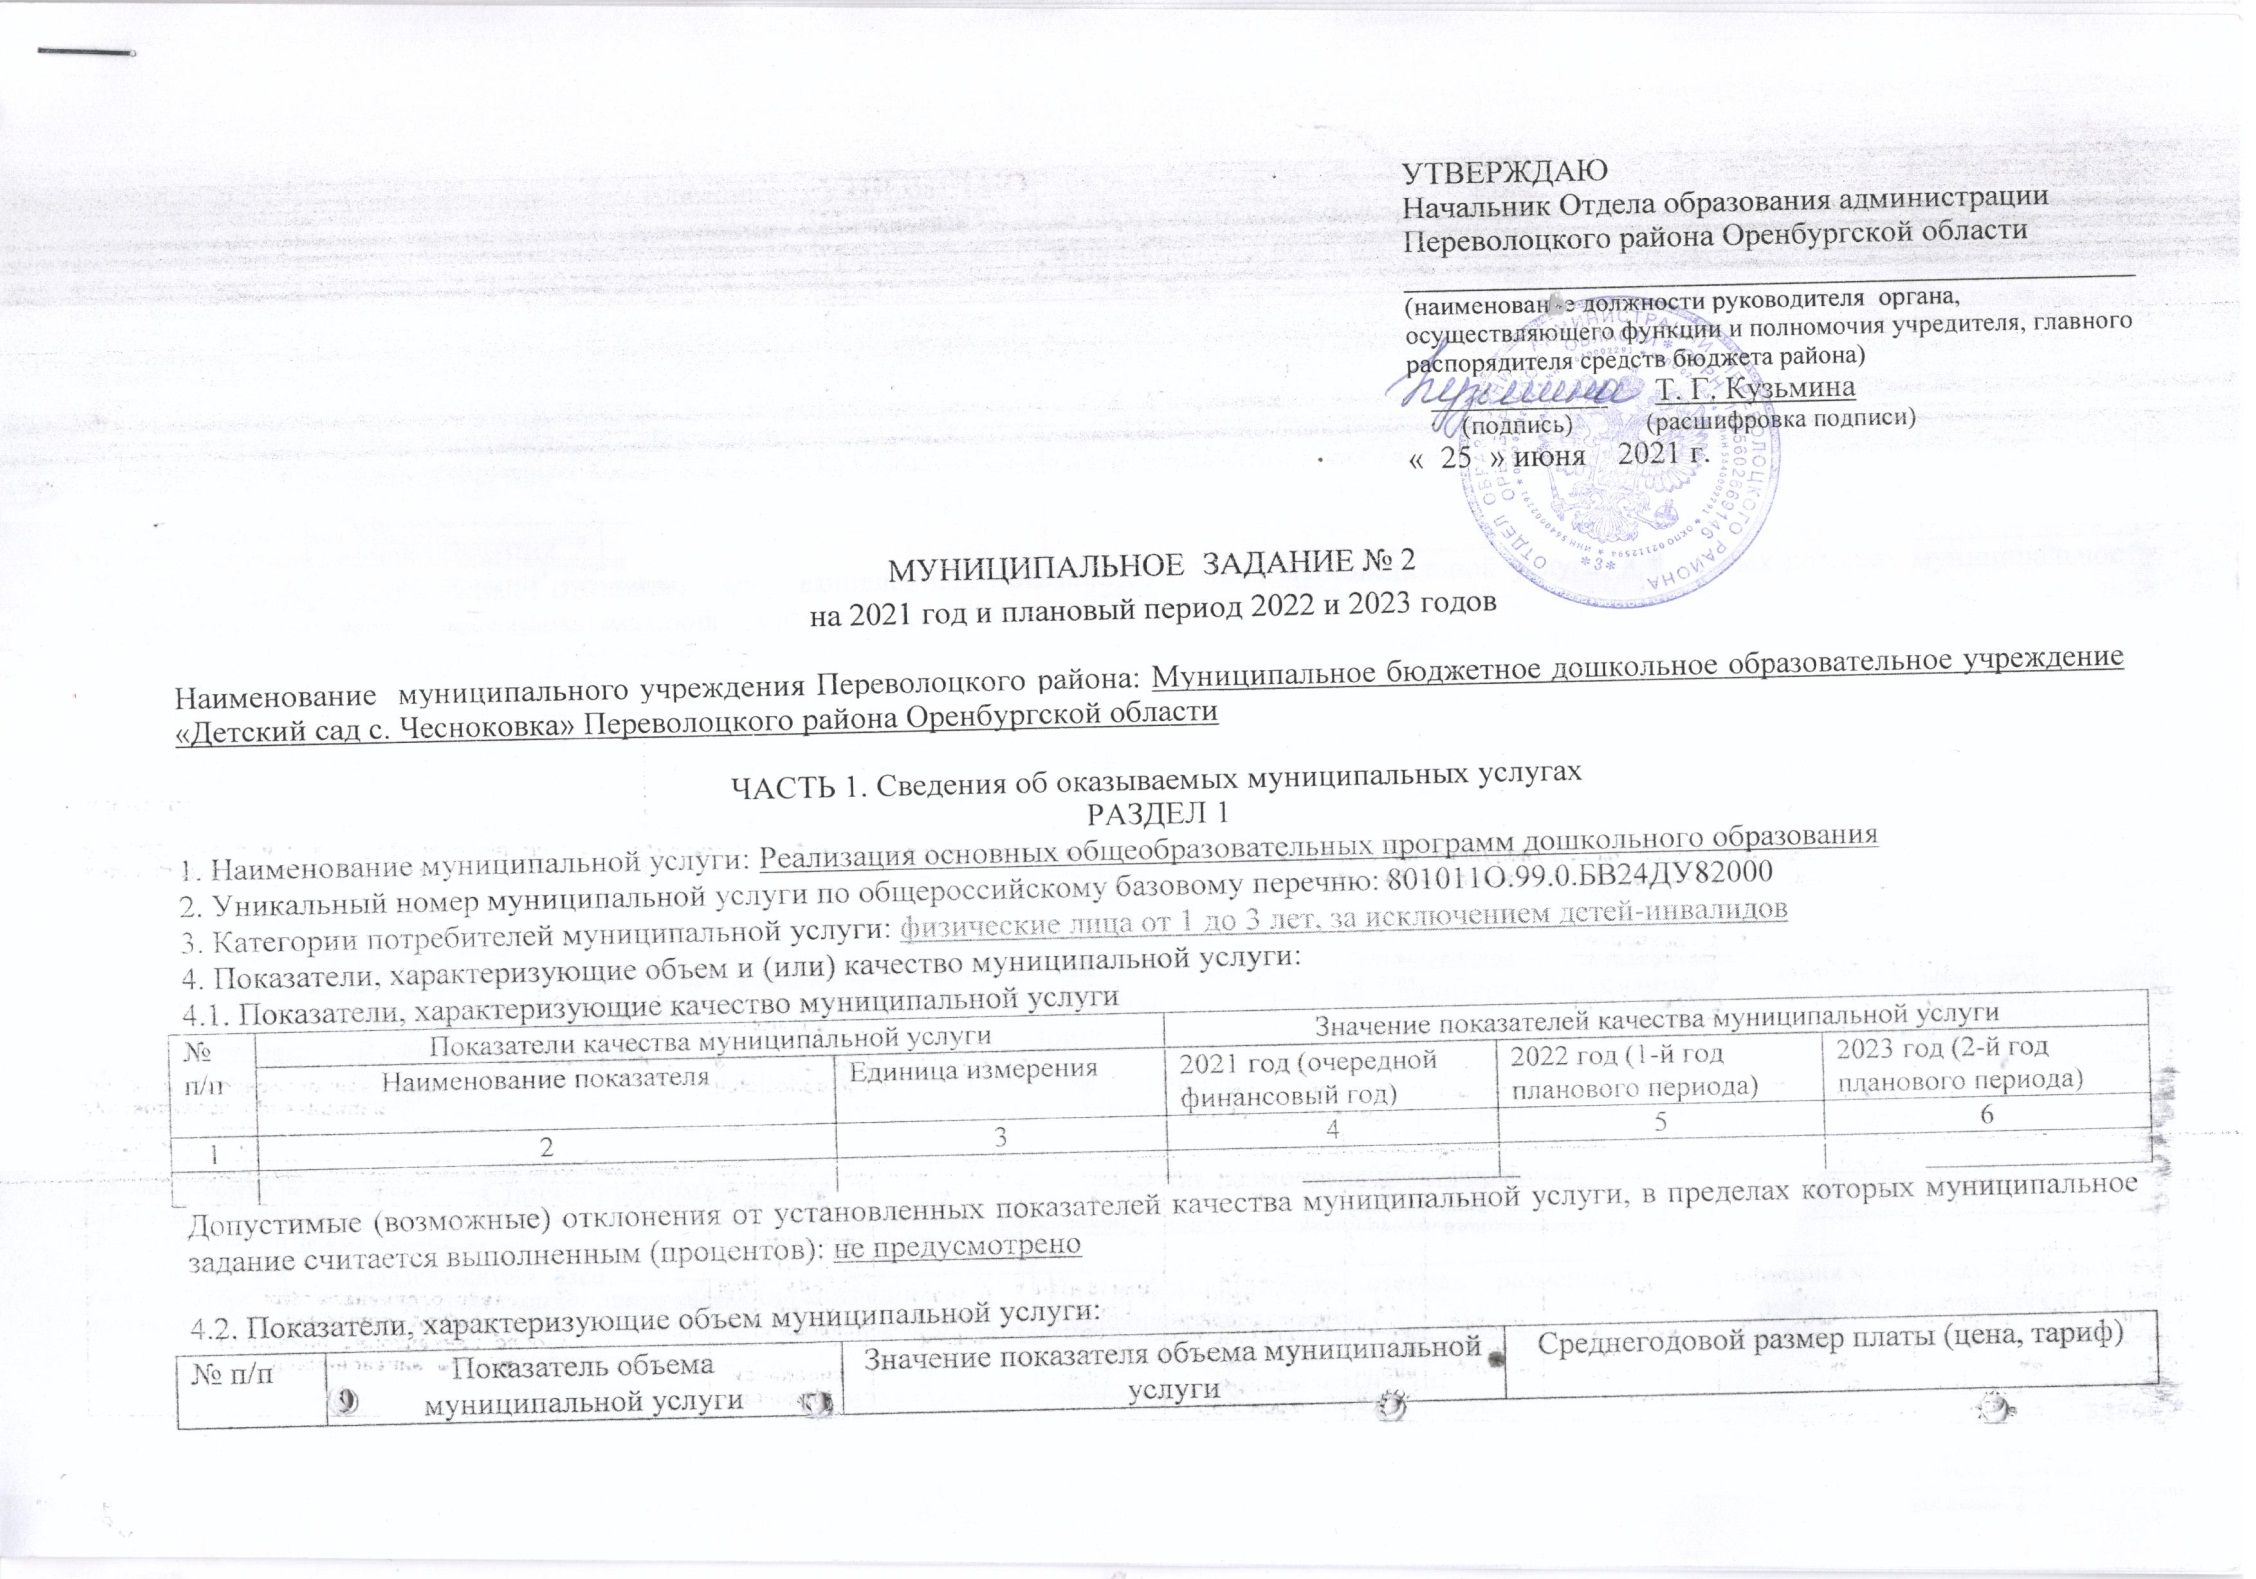 УТВЕРЖДАЮ
Начальник Отдела образования администрации
Переволоцкого района Оренбургской области
(наименование должности руководителя органа,
осуществляющего функции и полномочия учредителя, главного
распорядителя средств бюджета района)
Кузьмина Т. Г. Кузьмина
(подпись) (расшифровка подписи)
« 25 » июня 2021 г.
МУНИЦИПАЛЬНОЕ ЗАДАНИЕ № 2
на 2021 год и плановый период 2022 и 2023 годов
Наименование муниципального учреждения Переволоцкого района: Муниципальное бюджетное дошкольное образовательное учреждение
«Детский сад с. Чесноковка» Переволоцкого района Оренбургской области
ЧАСТЬ 1. Сведения об оказываемых муниципальных услугах
РАЗДЕЛ 1
1. Наименование муниципальной услуги: Реализация основных общеобразовательных программ дошкольного образования
2. Уникальный номер муниципальной услуги по общероссийскому базовому перечню: 801011О.99.0.БВ24ДУ82000
3. Категории потребителей муниципальной услуги: физические лица от 1 до 3 лет, за исключением детей-инвалидов
4. Показатели, характеризующие объем и (или) качество муниципальной услуги:
4.1. Показатели, характеризующие качество муниципальной услуги
№ Показатели качества муниципальной услуги Значение показателей качества муниципальной услуги
п/п Наименование показателя Единица измерения 2021 год (очередной 2022 год (1-й год 2023 год (2-й год
финансовый год) планового периода) планового периода)
1 2 3 4 5 6
Допустимые (возможные) отклонения от установленных показателей качества муниципальной услуги, в пределах которых муниципальное
задание считается выполненным (процентов): не предусмотрено
4.2. Показатели, характеризующие объем муниципальной услуги:
№ п/п Показатель объема Значение показателя объема муниципальной Среднегодовой размер платы (цена, тариф)
муниципальной услуги услуги